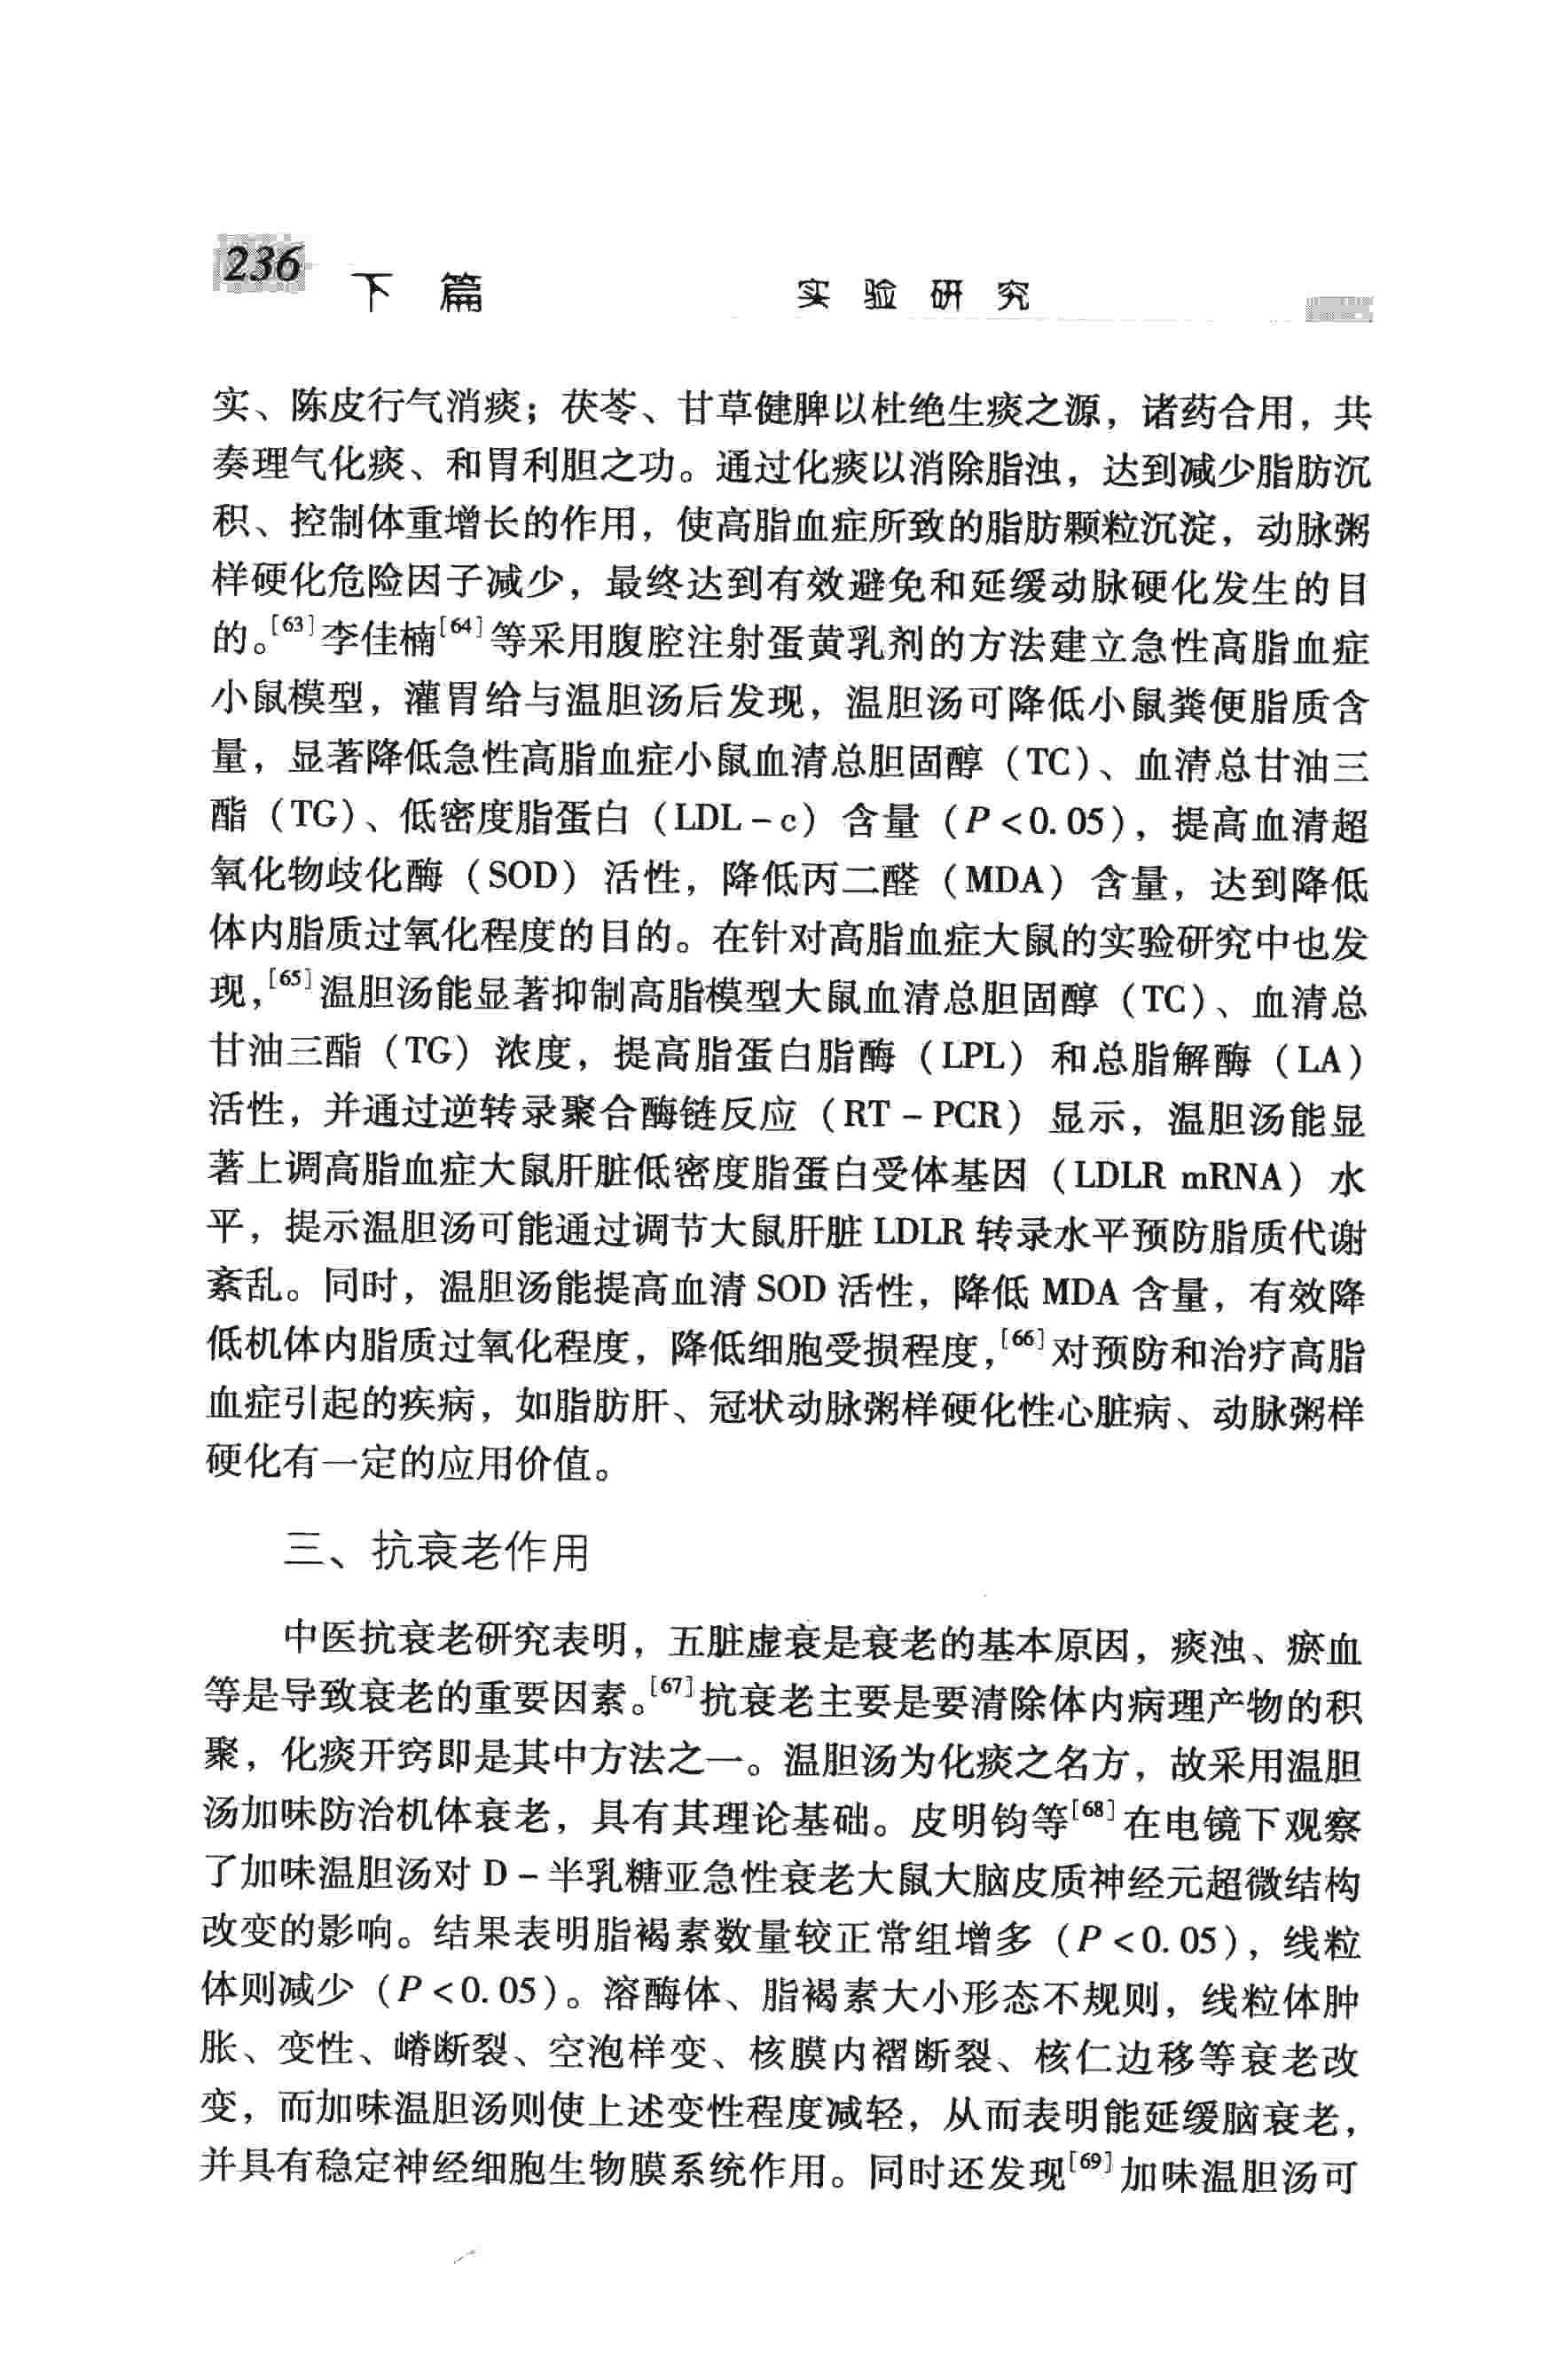 236
下 篇 实 验 研 究
实、陈皮行气消痰；茯苓、甘草健脾以杜绝生痰之源，诸药合用，共
奏理气化痰、和胃利胆之功。通过化痰以消除脂浊，达到减少脂肪沉
积、控制体重增长的作用，使高脂血症所致的脂肪颗粒沉淀，动脉粥
样硬化危险因子减少，最终达到有效避免和延缓动脉硬化发生的目
的。[63]李佳楠[64]等采用腹腔注射蛋黄乳剂的方法建立急性高脂血症
小鼠模型，灌胃给与温胆汤后发现，温胆汤可降低小鼠粪便脂质含
量，显著降低急性高脂血症小鼠血清总胆固醇（TC）、血清总甘油三
酯（TG）、低密度脂蛋白（LDL－c）含量（P＜0.05），提高血清超
氧化物歧化酶（SOD）活性，降低丙二醛（MDA）含量，达到降低
体内脂质过氧化程度的目的。在针对高脂血症大鼠的实验研究中也发
现，[65]温胆汤能显著抑制高脂模型大鼠血清总胆固醇（TC）、血清总
甘油三酯（TG）浓度，提高脂蛋白脂酶（LPL）和总脂解酶（LA）
活性，并通过逆转录聚合酶链反应（RT－PCR）显示，温胆汤能显
著上调高脂血症大鼠肝脏低密度脂蛋白受体基因（LDLR mRNA）水
平，提示温胆汤可能通过调节大鼠肝脏 LDLR 转录水平预防脂质代谢
紊乱。同时，温胆汤能提高血清 SOD 活性，降低 MDA 含量，有效降
低机体内脂质过氧化程度，降低细胞受损程度，[66]对预防和治疗高脂
血症引起的疾病，如脂肪肝、冠状动脉粥样硬化性心脏病、动脉粥样
硬化有一定的应用价值。
三、抗衰老作用
中医抗衰老研究表明，五脏虚衰是衰老的基本原因，痰浊、瘀血
等是导致衰老的重要因素。[67]抗衰老主要是要清除体内病理产物的积
聚，化痰开窍即是其中方法之一。温胆汤为化痰之名方，故采用温胆
汤加味防治机体衰老，具有其理论基础。皮明钧等[68]在电镜下观察
了加味温胆汤对 D－半乳糖亚急性衰老大鼠大脑皮质神经元超微结构
改变的影响。结果表明脂褐素数量较正常组增多（P＜0.05），线粒
体则减少（P＜0.05）。溶酶体、脂褐素大小形态不规则，线粒体肿
胀、变性、嵴断裂、空泡样变、核膜内褶断裂、核仁边移等衰老改
变，而加味温胆汤则使上述变性程度减轻，从而表明能延缓脑衰老，
并具有稳定神经细胞生物膜系统作用。同时还发现[69]加味温胆汤可